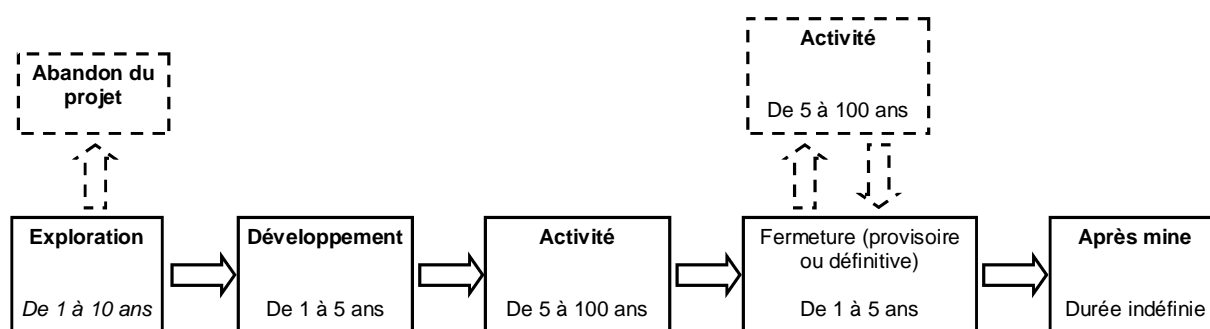 Abandon du
projet
Activité
De 5 à 100 ans
Exploration
De 1 à 10 ans
Développement
De 1 à 5 ans
Activité
De 5 à 100 ans
Fermeture (provisoire
ou définitive)
De 1 à 5 ans
Après mine
Durée indéfinie